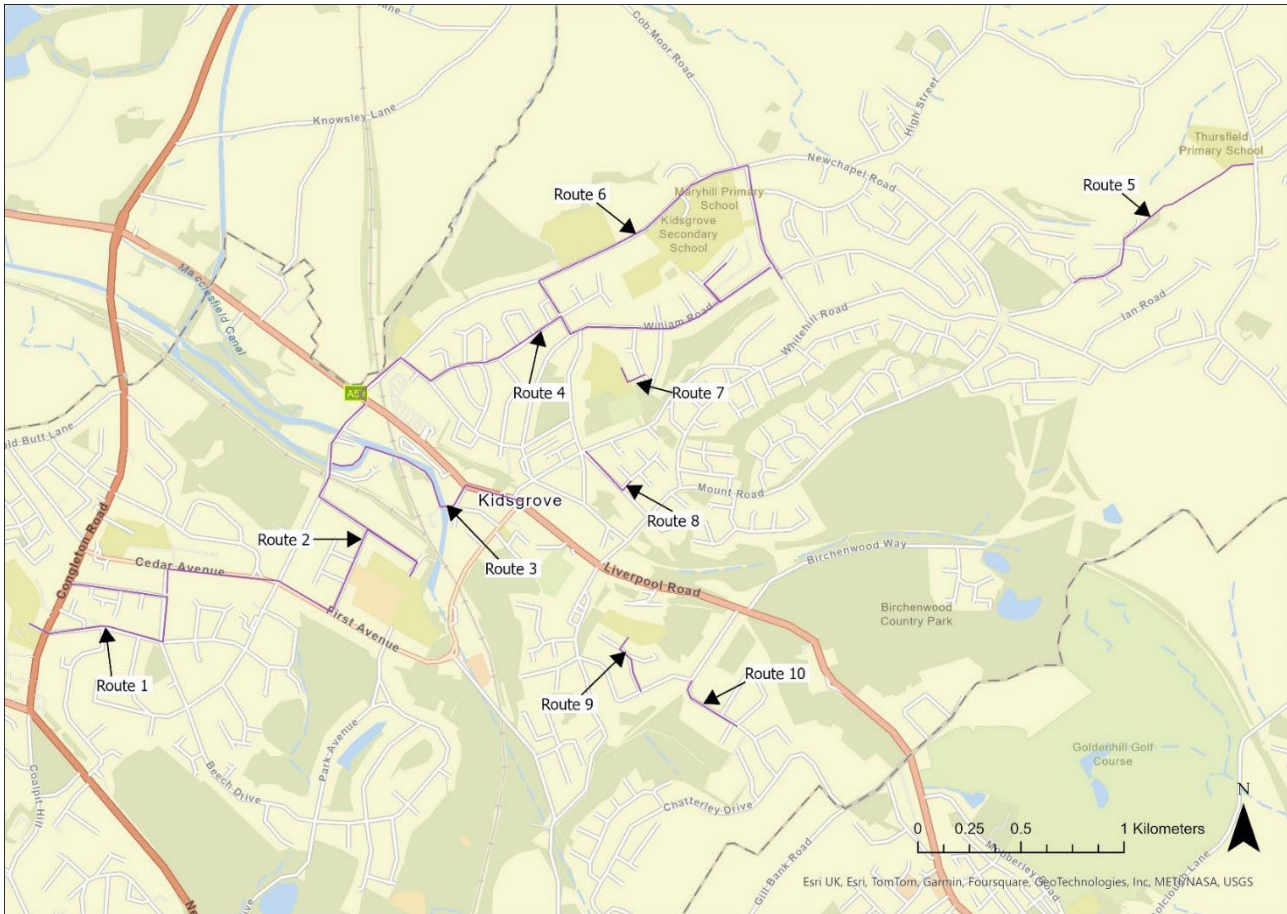 Cob Moor Road
High Street
Knowsley Lane
Thursfield
Primary School
Newchapel Road
Route 5
Route 6
Maryhill Primary
School
Kidsgrove
Secondary
School
Macclesfield
Canal
William Road
Whitehill Road
Ian Road
Route 4
Route 7
Congleton Road
Mount Road
Kidsgrove
Route 8
Route 2
Route 3
Cedar Avenue
Birchenwood Way
Liverpool Road
First Avenue
Birchenwood
Country Park
Route 1
Route 9
Route 10
Park Avenue
Beech Drive
Goldenhill Golf
Course
Coalpit Hill
Chatterley Drive
N
0 0.25 0.5 1 Kilometers
Gill Bank Road
Mobberley Road
Esri UK, Esri, TomTom, Garmin, Foursquare, GeoTechnologies, Inc, METI/NASA, USGS